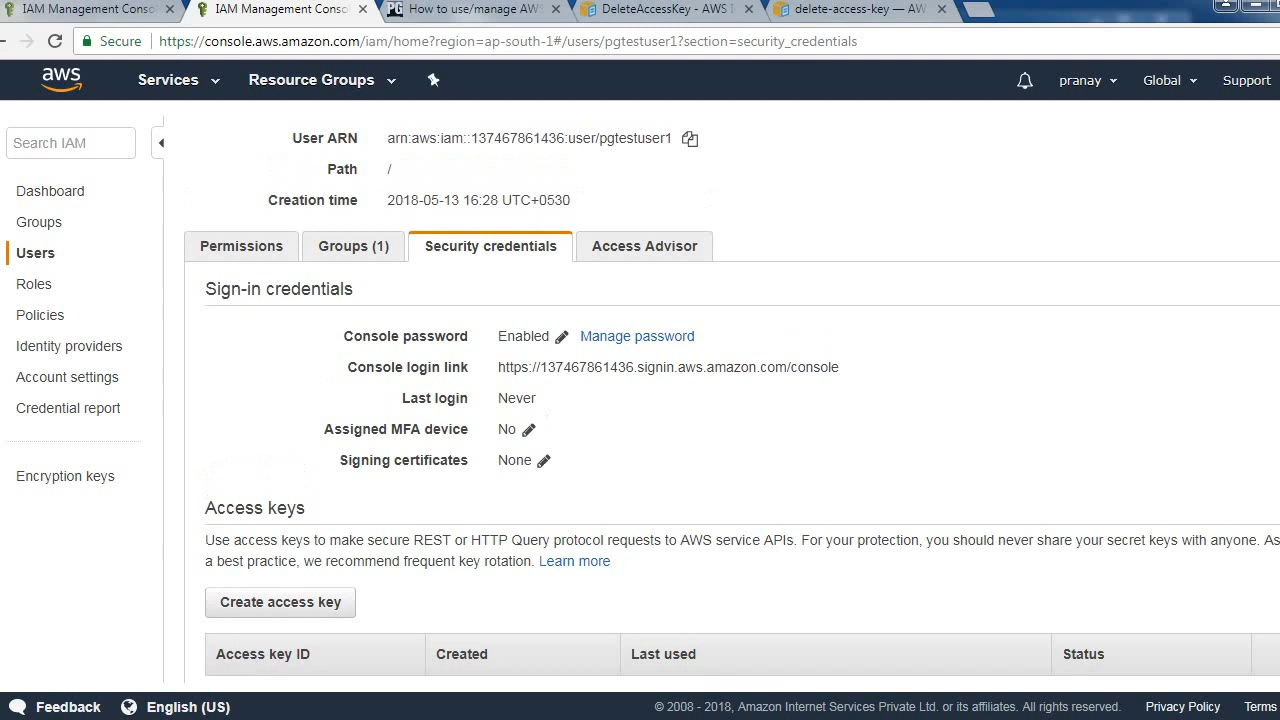 IAM Management Conso
IAM Management Conso
PG How to use/manage AWS
DeleteAccessKey - AWS I
delete-access-key — AW
Secure https://console.aws.amazon.com/iam/home?region=ap-south-1#/users/pgtestuser1?section=security_credentials
aws Services Resource Groups pranay Global Support
Search IAM
Dashboard
Groups
Users
Roles
Policies
Identity providers
Account settings
Credential report
Encryption keys
User ARN arn:aws:iam::137467861436:user/pgtestuser1
Path /
Creation time 2018-05-13 16:28 UTC+0530
Permissions Groups (1) Security credentials Access Advisor
Sign-in credentials
Console password Enabled Manage password
Console login link https://137467861436.signin.aws.amazon.com/console
Last login Never
Assigned MFA device No
Signing certificates None
Access keys
Use access keys to make secure REST or HTTP Query protocol requests to AWS service APIs. For your protection, you should never share your secret keys with anyone. As
a best practice, we recommend frequent key rotation. Learn more
Create access key
Access key ID Created Last used Status
Feedback English (US) © 2008 - 2018, Amazon Internet Services Private Ltd. or its affiliates. All rights reserved. Privacy Policy Terms